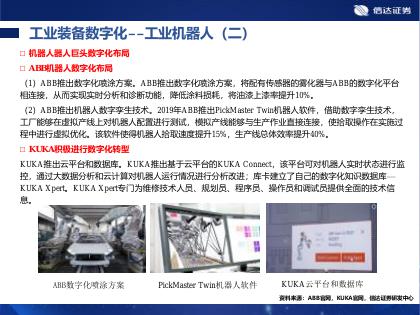 信达证券
工业装备数字化--工业机器人（二）
□ 机器人器人巨头数字化布局
□ ABB机器人数字化布局
（1）ABB推出数字化喷涂方案。ABB推出数字化喷涂方案，将配有传感器的雾化器与ABB的数字化平台
相连接，从而实现实时分析和诊断功能，降低涂料损耗，将油漆上漆率提升10%。
（2）ABB推出机器人数字孪生技术。2019年ABB推出PickMaster Twin机器人软件，借助数字孪生技术，
工厂能够在虚拟产线上对机器人配置进行测试，模拟产线能够与生产作业直接连接，使拾取操作在实施过
程中进行虚拟优化。该软件使得机器人拾取速度提升15%，生产线总体效率提升40%。
□ KUKA积极进行数字化转型
KUKA推出云平台和数据库。KUKA推出基于云平台的KUKA Connect，该平台可对机器人实时状态进行监
控，通过大数据分析和云计算对机器人运行情况进行分析改进；库卡建立了自己的数字化知识数据库—
KUKA Xpert。KUKA Xpert专门为维修技术人员、规划员、程序员、操作员和调试员提供全面的技术信
息。
ABB数字化喷涂方案
PickMaster Twin机器人软件
KUKA云平台和数据库
资料来源：ABB官网，KUKA官网，信达证券研发中心